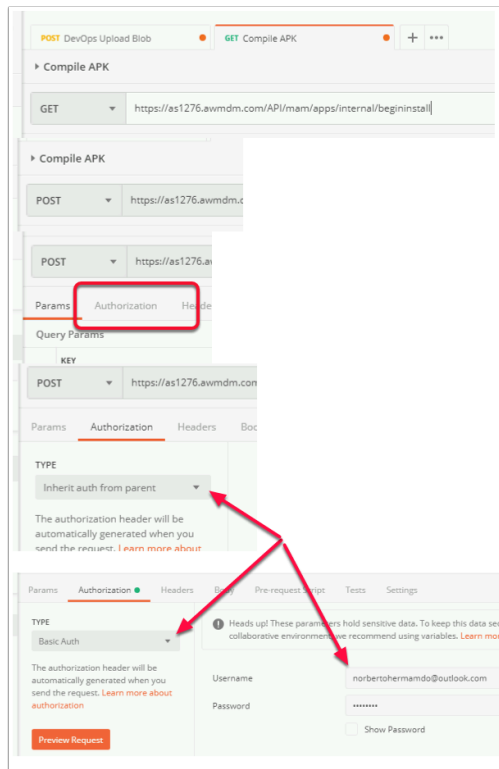 POST DevOps Upload Blob GET Compile APK
Compile APK
GET https://as1276.awmdm.com/API/mam/apps/internal/begininstall
Compile APK
POST https://as1276.awmdm.c
POST https://as1276.aw
Params Authorization Heade
Query Params
KEY
POST https://as1276.awmdm.com
Params Authorization Headers Bo
TYPE
Inherit auth from parent
The authorization header will be
automatically generated when you
send the request. Learn more about
Params Authorization Headers Body Pre-request Script Tests Settings
TYPE
Basic Auth
The authorization header will be
automatically generated when you
send the request. Learn more about
authorization
Preview Request
Heads up! These parameters hold sensitive data. To keep this data sec
collaborative environment, we recommend using variables. Learn mor
Username norbertohermamdo@outlook.com
Password ••••••••
Show Password